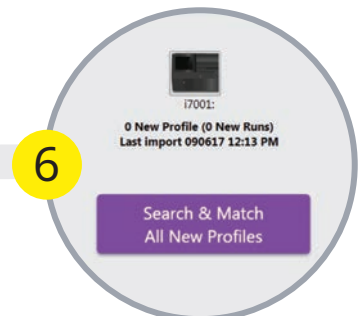 i7001:
0 New Profile (0 New Runs)
Last import 090617 12:13 PM
6
Search & Match
All New Profiles